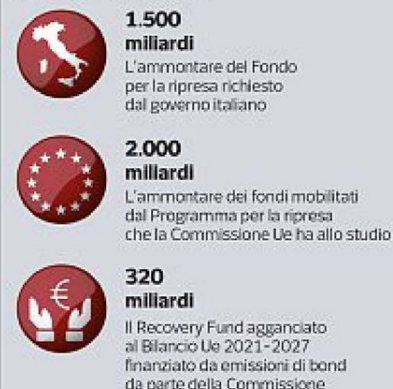 1.500
miliardi
L'ammontare del Fondo
per la ripresa richiesto
dal governo italiano
2.000
miliardi
L'ammontare dei fondi mobilitati
dal Programma per la ripresa
che la Commissione Ue ha allo studio
320
miliardi
Il Recovery Fund agganciato
al Bilancio Ue 2021-2027
finanziato da emissioni di bond
da parte della Commissione